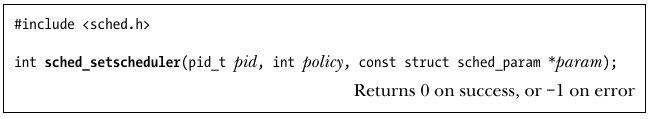 #include <sched.h>
int sched_setscheduler(pid_t pid, int policy, const struct sched_param *param);
Returns 0 on success, or –1 on error